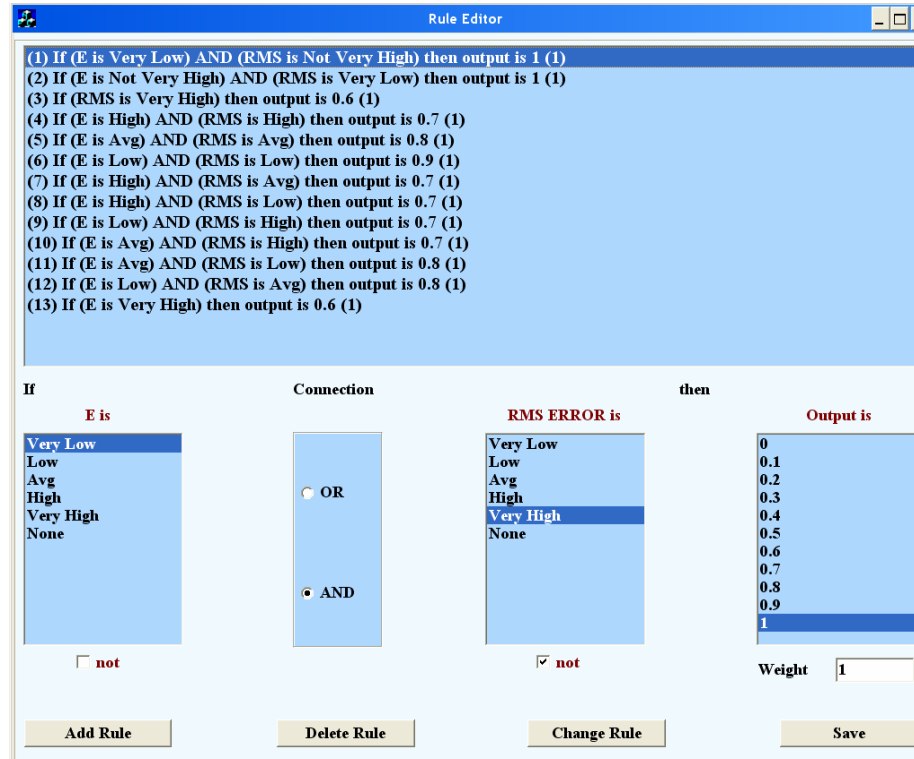 Rule Editor
(1) If (E is Very Low) AND (RMS is Not Very High) then output is 1 (1)
(2) If (E is Not Very High) AND (RMS is Very Low) then output is 1 (1)
(3) If (RMS is Very High) then output is 0.6 (1)
(4) If (E is High) AND (RMS is High) then output is 0.7 (1)
(5) If (E is Avg) AND (RMS is Avg) then output is 0.8 (1)
(6) If (E is Low) AND (RMS is Low) then output is 0.9 (1)
(7) If (E is High) AND (RMS is Avg) then output is 0.7 (1)
(8) If (E is High) AND (RMS is Low) then output is 0.7 (1)
(9) If (E is Low) AND (RMS is High) then output is 0.7 (1)
(10) If (E is Avg) AND (RMS is High) then output is 0.7 (1)
(11) If (E is Avg) AND (RMS is Low) then output is 0.8 (1)
(12) If (E is Low) AND (RMS is Avg) then output is 0.8 (1)
(13) If (E is Very High) then output is 0.6 (1)
If Connection then
E is
Very Low
Low
Avg
High
Very High
None
not
OR
AND
RMS ERROR is
Very Low
Low
Avg
High
Very High
None
not
Output is
0
0.1
0.2
0.3
0.4
0.5
0.6
0.7
0.8
0.9
1
Weight 1
Add Rule Delete Rule Change Rule Save